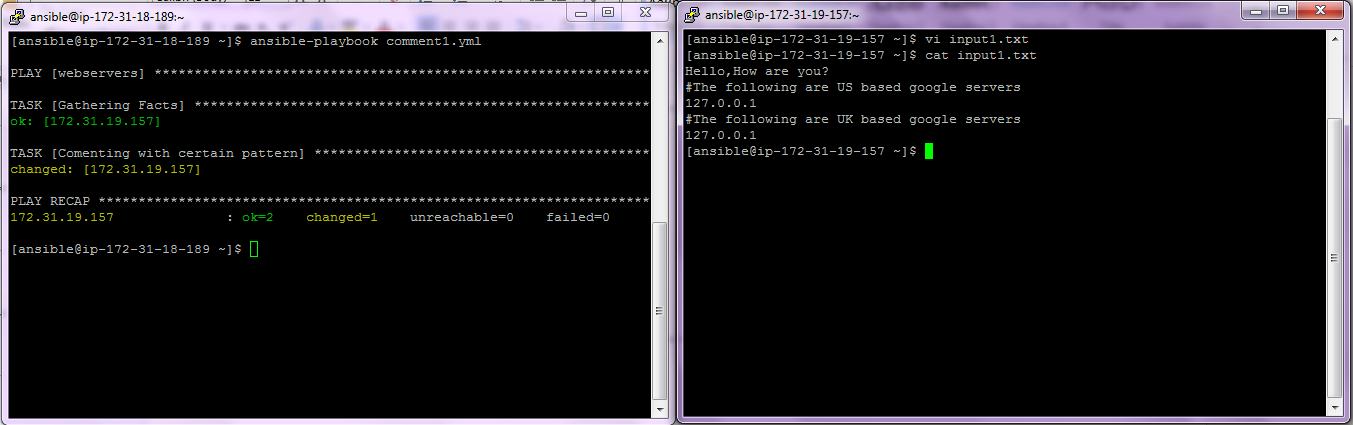 ansible@ip-172-31-18-189:~
[ansible@ip-172-31-18-189 ~]$ ansible-playbook comment1.yml
PLAY [webservers] **************************************************************
TASK [Gathering Facts] *********************************************************
ok: [172.31.19.157]
TASK [Comenting with certain pattern] ******************************************
changed: [172.31.19.157]
PLAY RECAP *********************************************************************
172.31.19.157              : ok=2    changed=1    unreachable=0    failed=0
[ansible@ip-172-31-18-189 ~]$
ansible@ip-172-31-19-157:~
[ansible@ip-172-31-19-157 ~]$ vi input1.txt
[ansible@ip-172-31-19-157 ~]$ cat input1.txt
Hello,How are you?
#The following are US based google servers
127.0.0.1
#The following are UK based google servers
127.0.0.1
[ansible@ip-172-31-19-157 ~]$